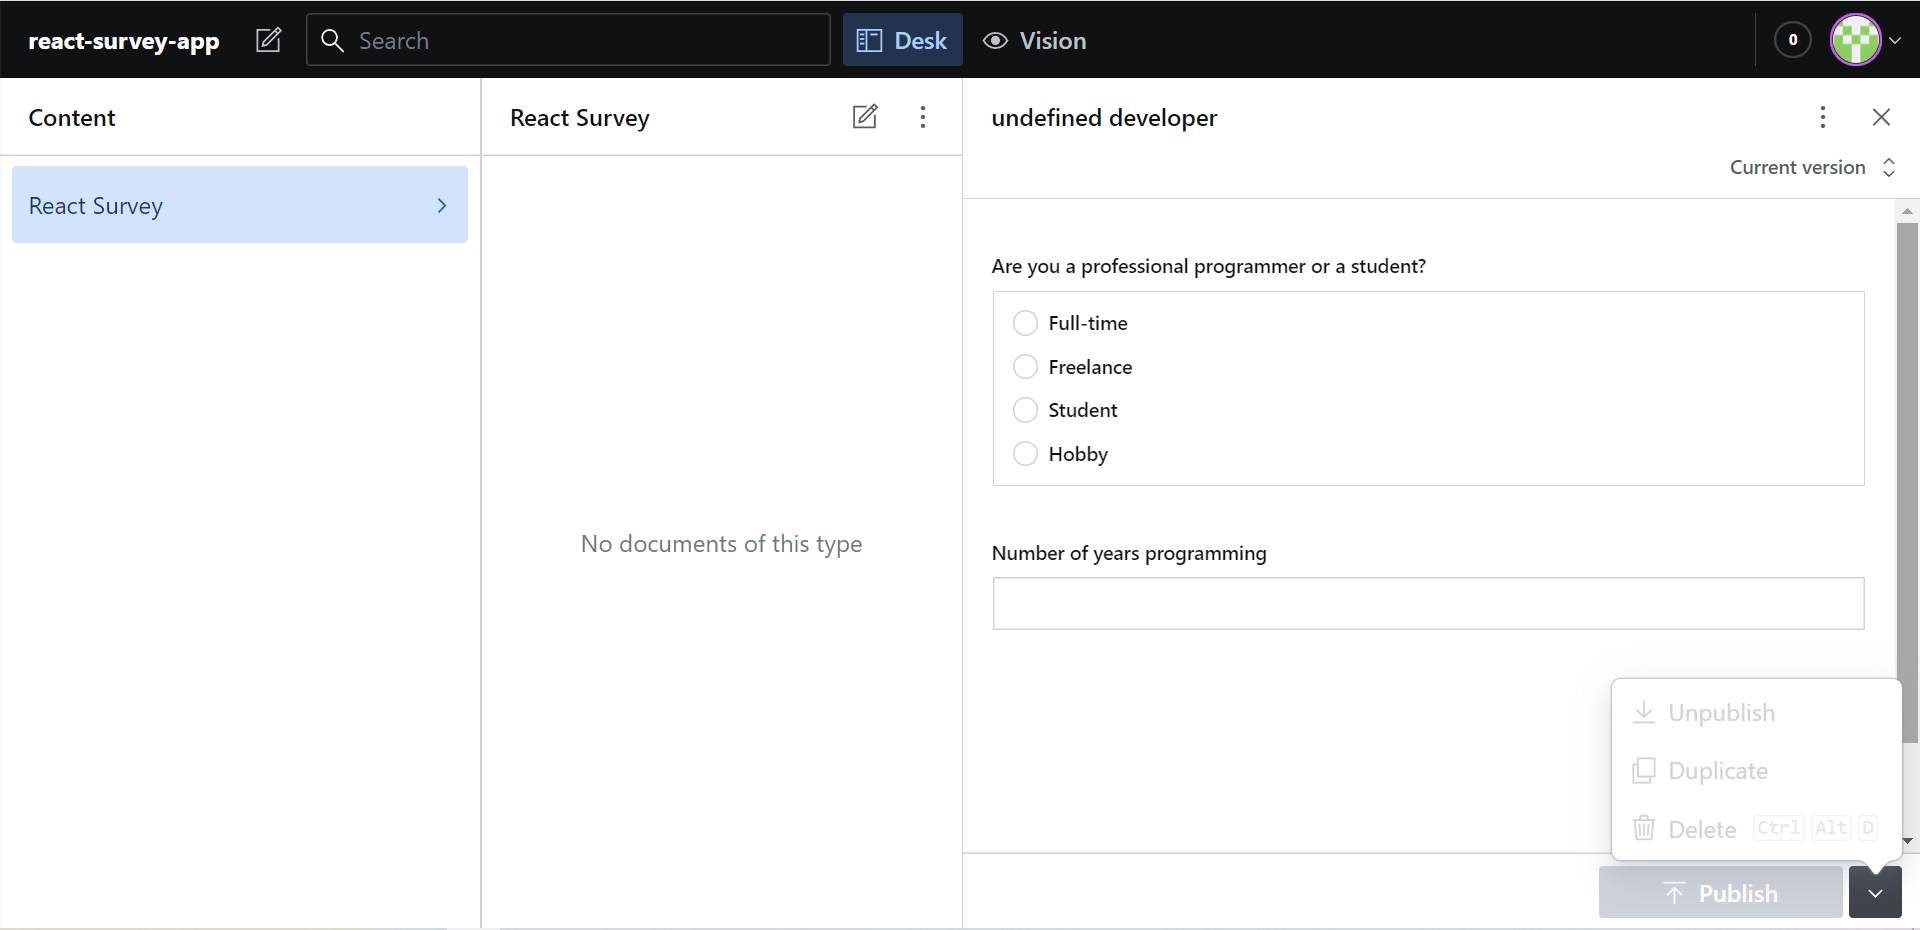 react-survey-app
Search
Desk
Vision
0
Content
React Survey
React Survey
No documents of this type
undefined developer
Current version
Are you a professional programmer or a student?
Full-time
Freelance
Student
Hobby
Number of years programming
Unpublish
Duplicate
Delete Ctrl Alt D
Publish